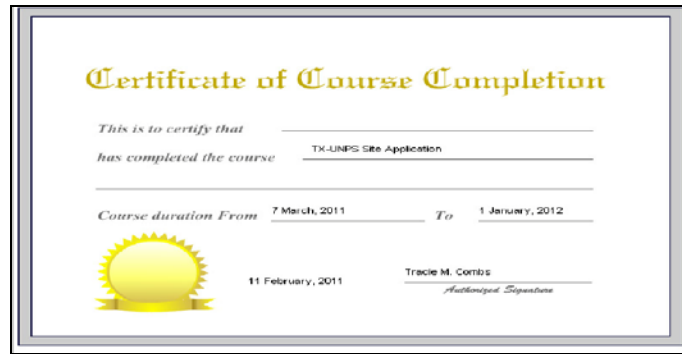 Certificate of Course Completion
This is to certify that
has completed the course TX-UNPS Site Application
Course duration From 7 March, 2011 To 1 January, 2012
11 February, 2011 Tracie M. Combs
Authorized Signature